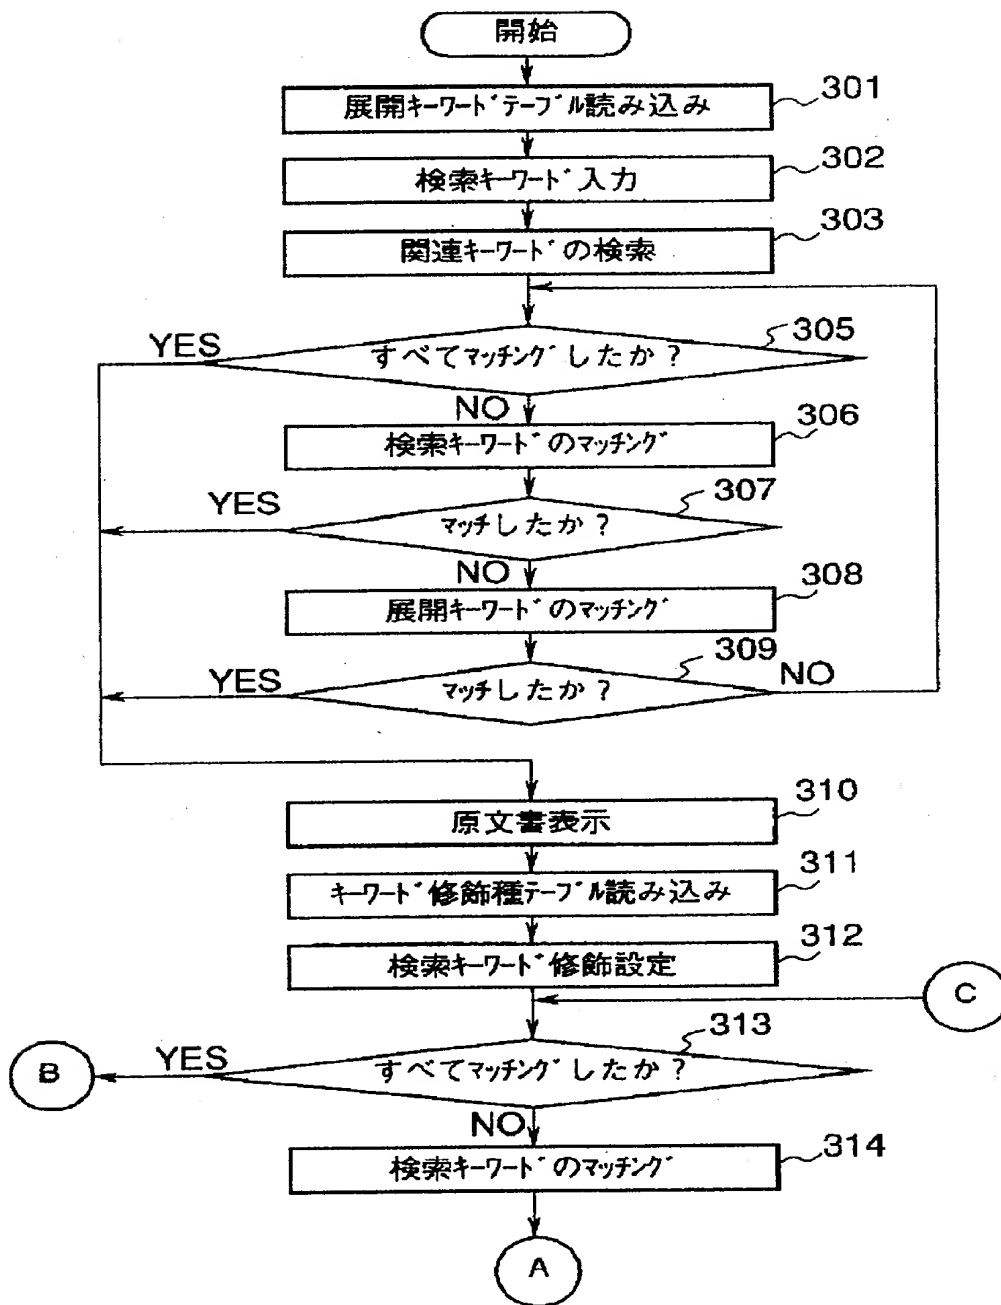 開始
展開ｷｰﾜｰﾄﾞﾃｰﾌﾞﾙ読み込み
301
検索ｷｰﾜｰﾄﾞ入力
302
関連ｷｰﾜｰﾄﾞの検索
303
YES
すべてﾏｯﾁﾝｸﾞしたか？
305
NO
検索ｷｰﾜｰﾄﾞのﾏｯﾁﾝｸﾞ
306
YES
ﾏｯﾁしたか？
307
NO
展開ｷｰﾜｰﾄﾞのﾏｯﾁﾝｸﾞ
308
YES
ﾏｯﾁしたか？
309
NO
原文書表示
310
ｷｰﾜｰﾄﾞ修飾種ﾃｰﾌﾞﾙ読み込み
311
検索ｷｰﾜｰﾄﾞ修飾設定
312
C
B
YES
すべてﾏｯﾁﾝｸﾞしたか？
313
NO
検索ｷｰﾜｰﾄﾞのﾏｯﾁﾝｸﾞ
314
A